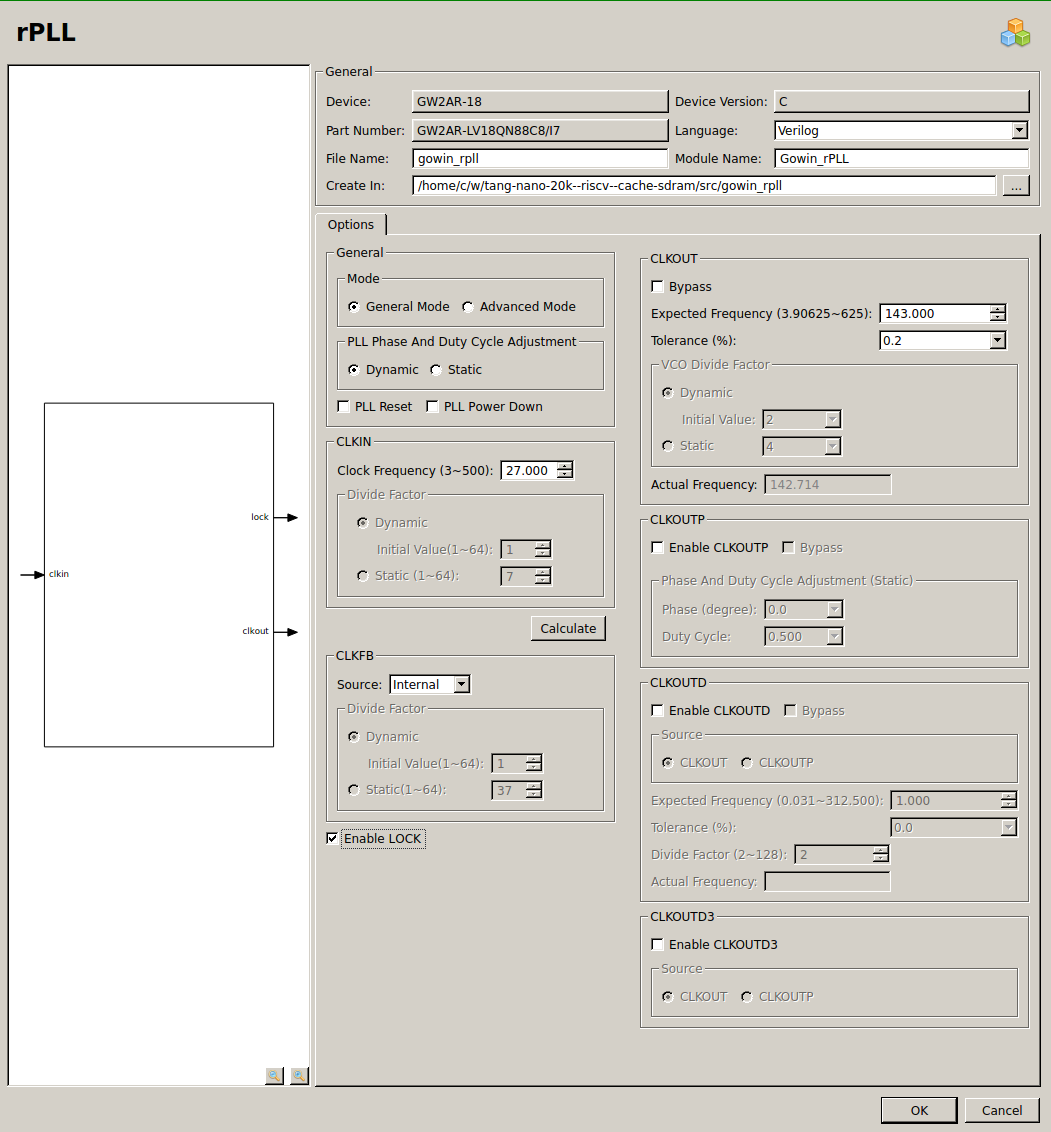 rPLL
General
Device: GW2AR-18 Device Version: C
Part Number: GW2AR-LV18QN88C8/I7 Language: Verilog
File Name: gowin_rpll Module Name: Gowin_rPLL
Create In: /home/c/w/tang-nano-20k--riscv--cache-sdram/src/gowin_rpll ...
Options
General
Mode
General Mode Advanced Mode
PLL Phase And Duty Cycle Adjustment
Dynamic Static
PLL Reset PLL Power Down
CLKIN
Clock Frequency (3~500): 27.000
Divide Factor
Dynamic
Initial Value(1~64): 1
Static (1~64): 7
Calculate
CLKFB
Source: Internal
Divide Factor
Dynamic
Initial Value(1~64): 1
Static(1~64): 37
Enable LOCK
CLKOUT
Bypass
Expected Frequency (3.90625~625): 143.000
Tolerance (%): 0.2
VCO Divide Factor
Dynamic
Initial Value: 2
Static 4
Actual Frequency: 142.714
CLKOUTP
Enable CLKOUTP Bypass
Phase And Duty Cycle Adjustment (Static)
Phase (degree): 0.0
Duty Cycle: 0.500
CLKOUTD
Enable CLKOUTD Bypass
Source
CLKOUT CLKOUTP
Expected Frequency (0.031~312.500): 1.000
Tolerance (%): 0.0
Divide Factor (2~128): 2
Actual Frequency:
CLKOUTD3
Enable CLKOUTD3
Source
CLKOUT CLKOUTP
lock
clkin
clkout
OK Cancel